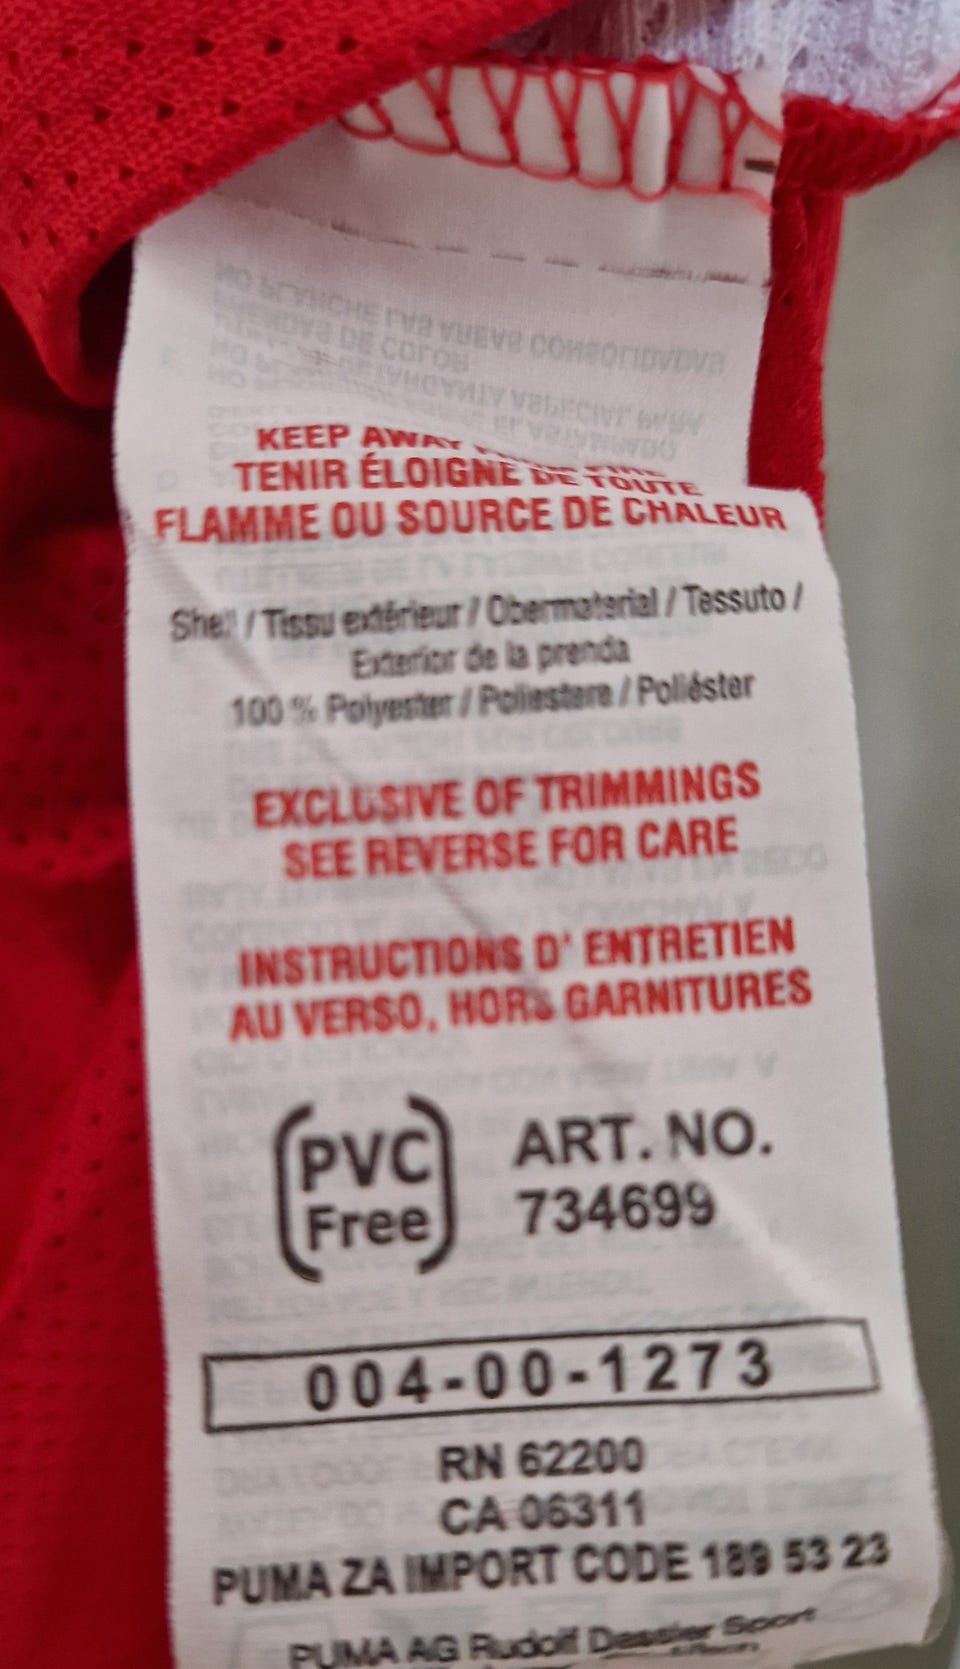 KEEP AWAY
TENIR ÉLOIGNÉ DE TOUTE
FLAMME OU SOURCE DE CHALEUR
Shell / Tissu extérieur / Obermaterial / Tessuto /
Exterior de la prenda
100 % Polyester / Poliestere / Poliéster
EXCLUSIVE OF TRIMMINGS
SEE REVERSE FOR CARE
INSTRUCTIONS D' ENTRETIEN
AU VERSO, HORS GARNITURES
PVC
Free
ART. NO.
734699
004-00-1273
RN 62200
CA 06311
PUMA ZA IMPORT CODE 189 53 23
PUMA AG Rudolf Dassler Sport